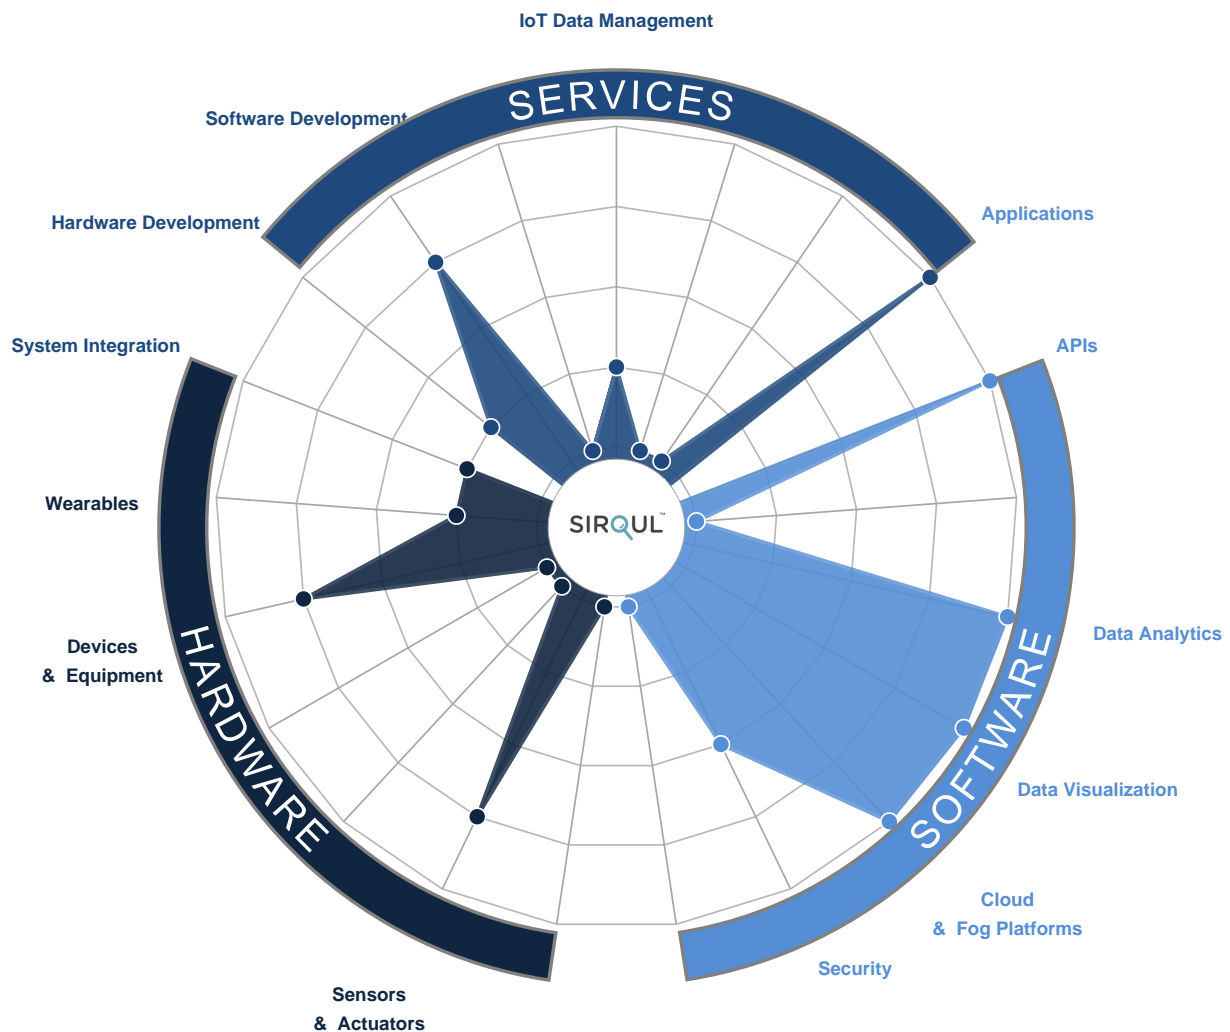 IoT Data Management
SERVICES
Software Development
Hardware Development
Applications
System Integration
APIs
Wearables
SIRQUL™
Data Analytics
Devices
& Equipment
HARDWARE
SOFTWARE
Data Visualization
Cloud
& Fog Platforms
Security
Sensors
& Actuators